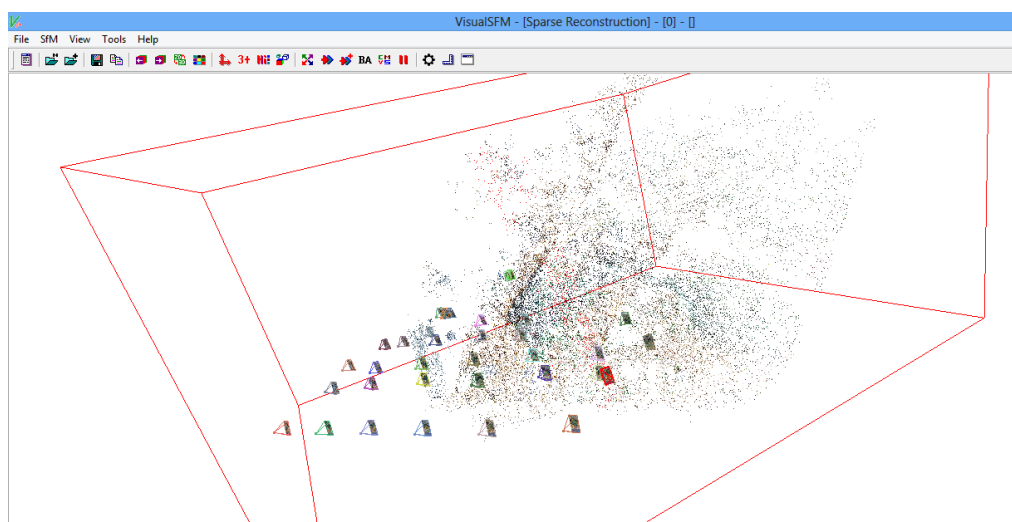 VisualSFM - [Sparse Reconstruction] - [0] - []
File SfM View Tools Help
3+ BA